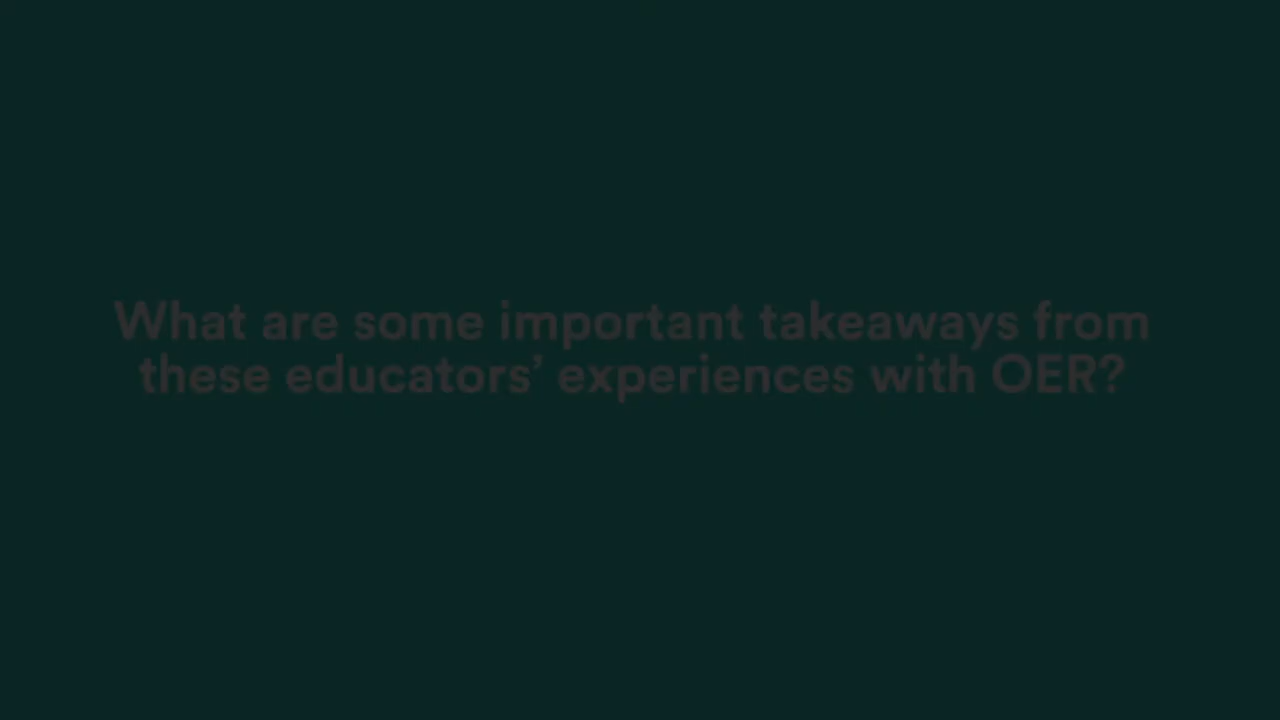 What are some important takeaways from
these educators’ experiences with OER?